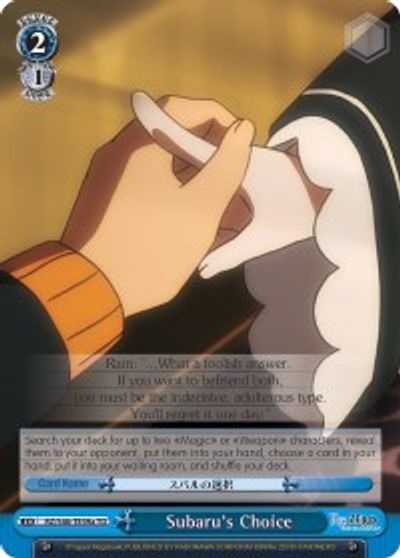 2
1
Ram: "...What a foolish answer.
If you want to befriend both,
you must be the indecisive, adulterous type.
You'll regret it one day."
Search your deck for up to two «Magic» or «Weapon» characters, reveal
them to your opponent, put them into your hand, choose a card in your
hand, put it into your waiting room, and shuffle your deck.
Card Name スバルの選択
Subaru's Choice